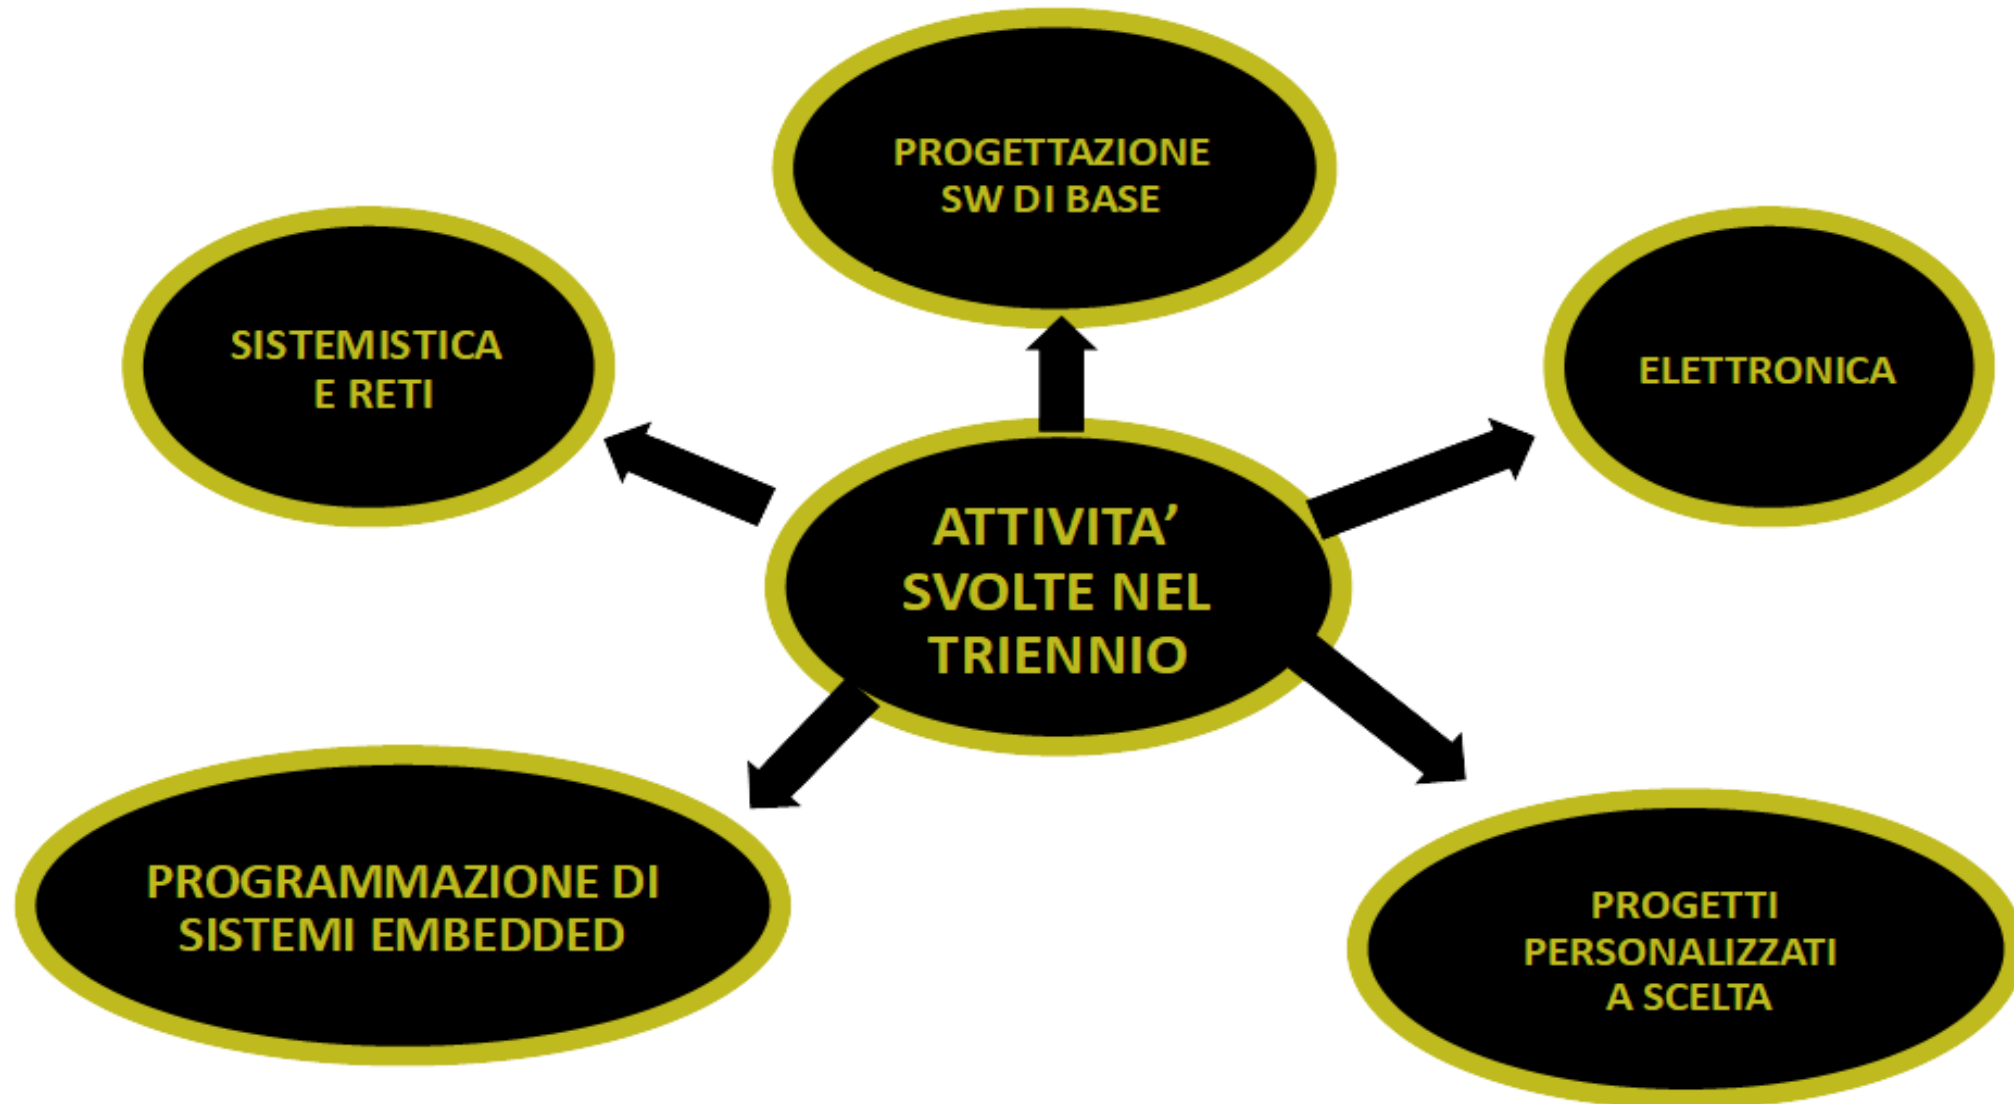 PROGETTAZIONE
SW DI BASE
SISTEMISTICA
E RETI
ELETTRONICA
ATTIVITA’
SVOLTE NEL
TRIENNIO
PROGRAMMAZIONE DI
SISTEMI EMBEDDED
PROGETTI
PERSONALIZZATI
A SCELTA